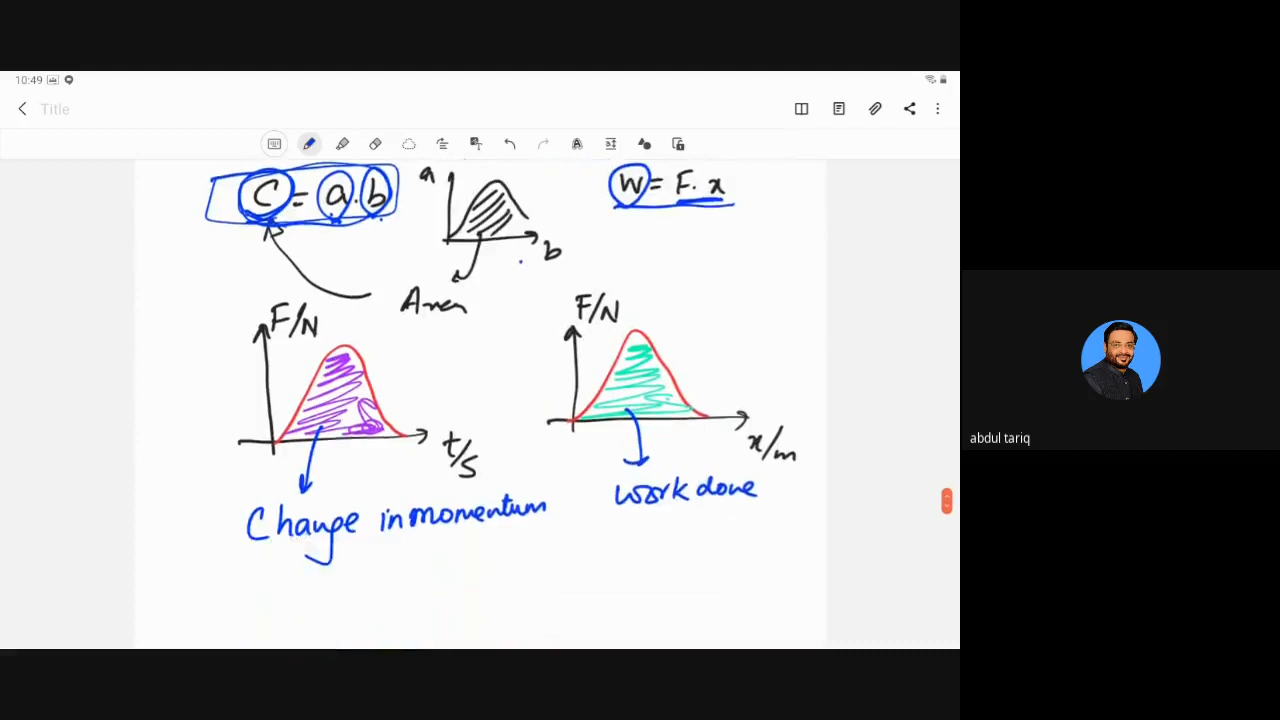 10:49
Title
C = a.b
a
b
W = F. x
Area
F/N
t/s
F/N
x/m
Change in momentum
work done
abdul tariq